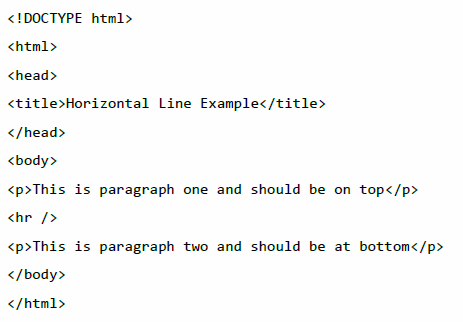 <!DOCTYPE html>
<html>
<head>
<title>Horizontal Line Example</title>
</head>
<body>
<p>This is paragraph one and should be on top</p>
<hr />
<p>This is paragraph two and should be at bottom</p>
</body>
</html>